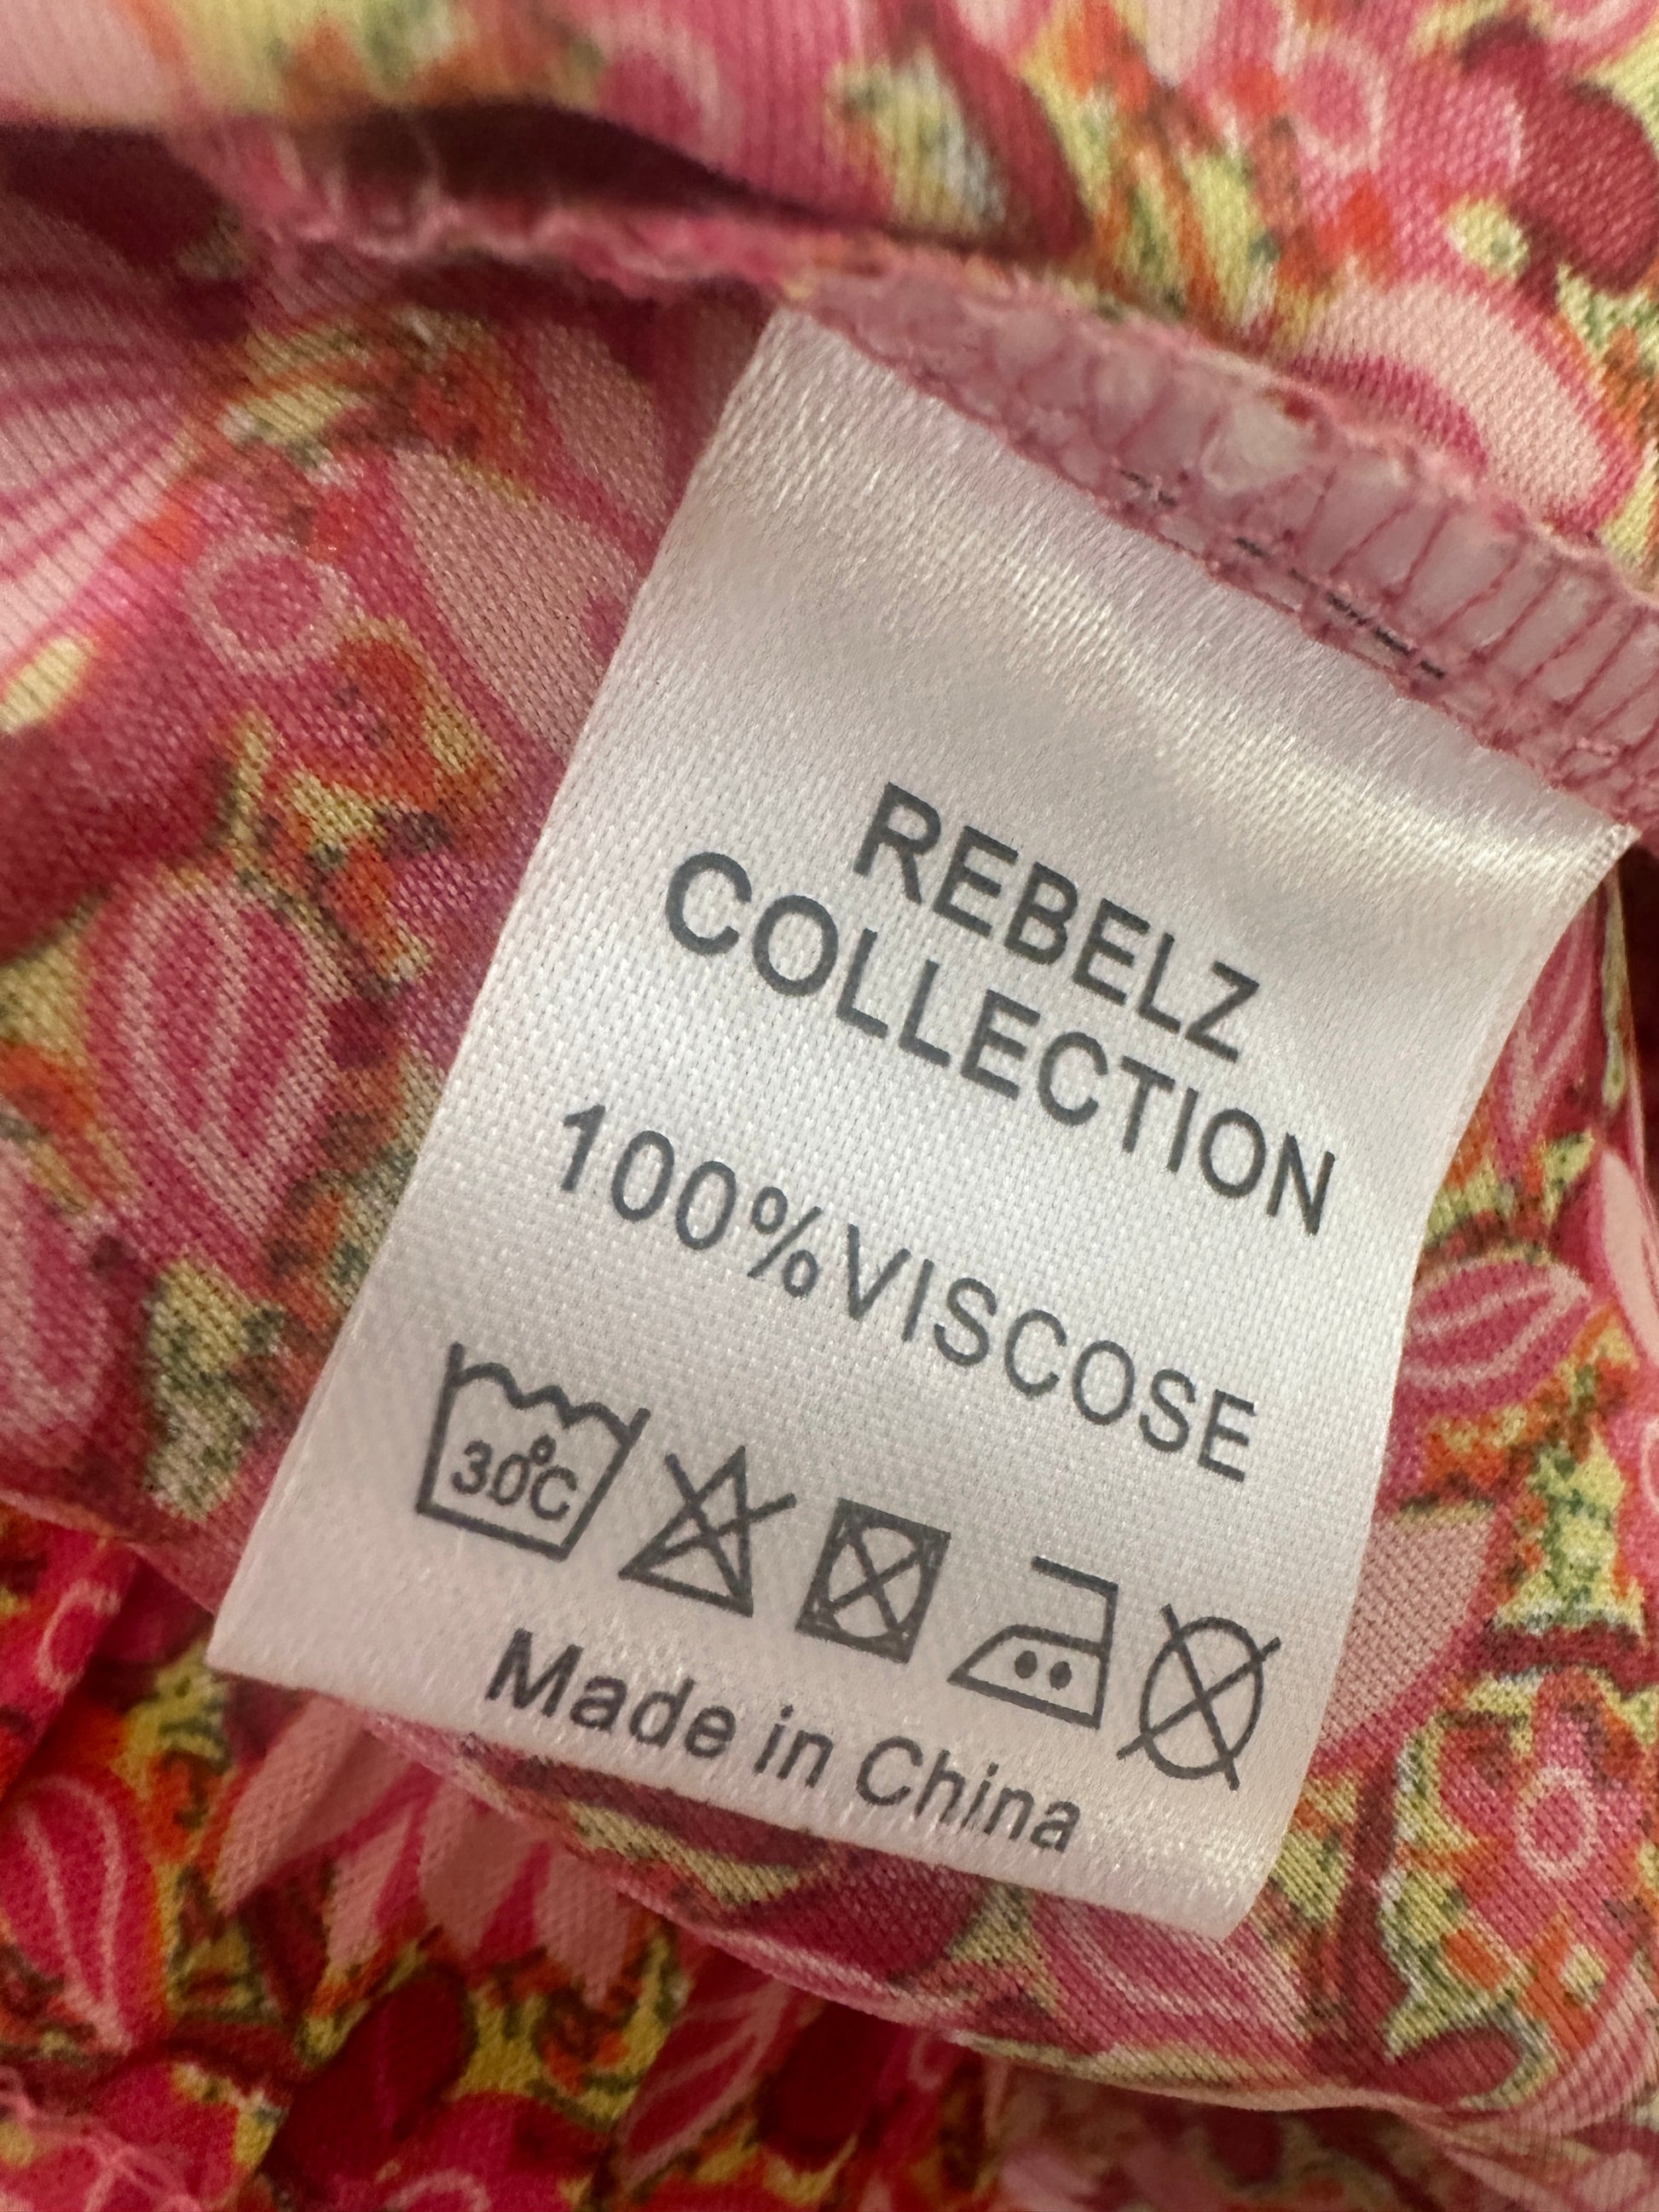 REBELZ
COLLECTION
100%VISCOSE
30°C
Made in China